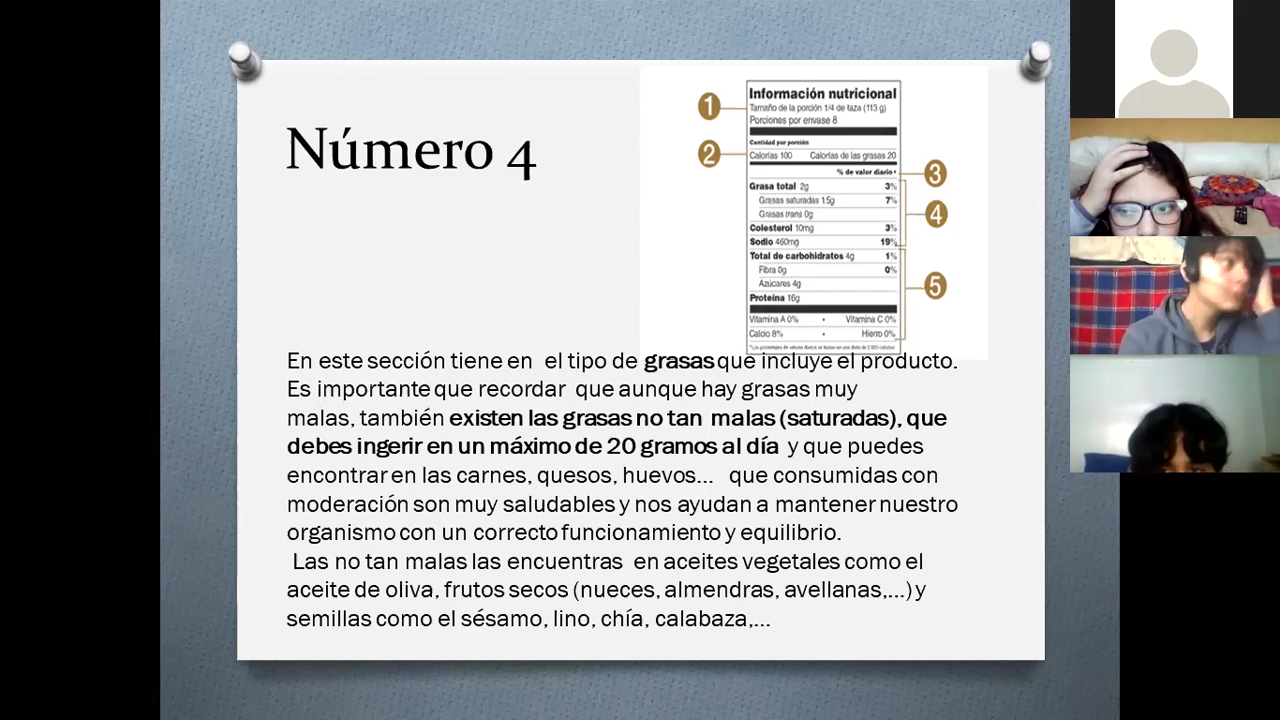 Número 4
Información nutricional
Tamaño de la porción 1/4 de taza (113 g)
Porciones por envase 8
Cantidad por porción
Calorías 100 Calorías de las grasas 20
% de valor diario*
Grasa total 2g 3%
Grasas saturadas 1.5g 7%
Grasas trans 0g
Colesterol 10mg 3%
Sodio 460mg 19%
Total de carbohidratos 4g 1%
Fibra 0g 0%
Azúcares 4g
Proteína 16g
Vitamina A 0% • Vitamina C 0%
Calcio 8% • Hierro 0%
1
2
3
4
5
En este sección tiene en el tipo de grasas que incluye el producto.
Es importante que recordar que aunque hay grasas muy
malas, también existen las grasas no tan malas (saturadas), que
debes ingerir en un máximo de 20 gramos al día y que puedes
encontrar en las carnes, quesos, huevos... que consumidas con
moderación son muy saludables y nos ayudan a mantener nuestro
organismo con un correcto funcionamiento y equilibrio.
Las no tan malas las encuentras en aceites vegetales como el
aceite de oliva, frutos secos (nueces, almendras, avellanas,...) y
semillas como el sésamo, lino, chía, calabaza,...